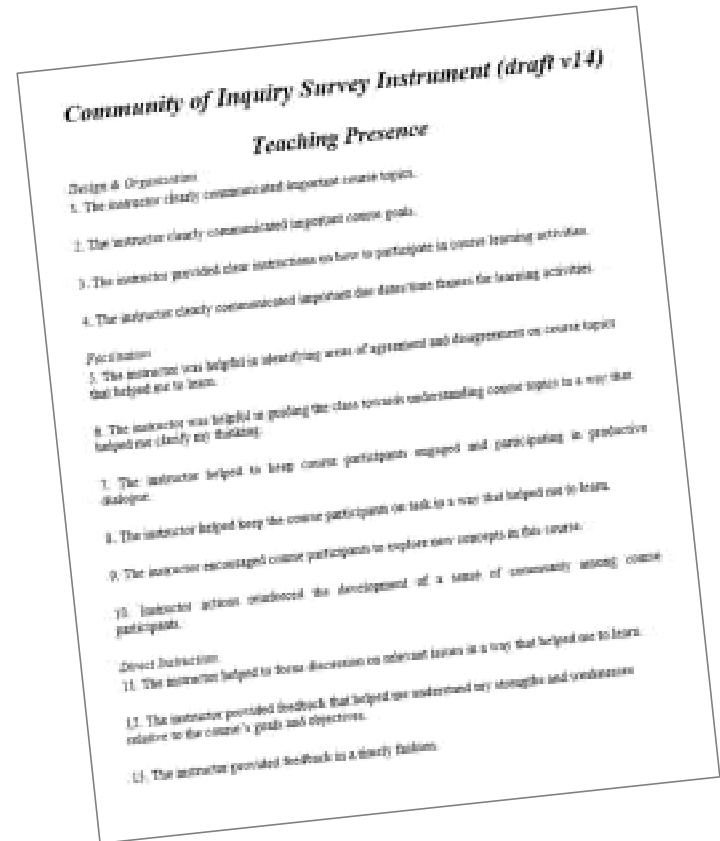 Community of Inquiry Survey Instrument (draft v14)
Teaching Presence
Design & Organization
1. The instructor clearly communicated important course topics.
2. The instructor clearly communicated important course goals.
3. The instructor provided clear instructions on how to participate in course learning activities.
4. The instructor clearly communicated important due dates/time frames for learning activities.
Facilitation
5. The instructor was helpful in identifying areas of agreement and disagreement on course topics
that helped me to learn.
6. The instructor was helpful in guiding the class towards understanding course topics in a way that
helped me clarify my thinking.
7. The instructor helped to keep course participants engaged and participating in productive
dialogue.
8. The instructor helped keep the course participants on task in a way that helped me to learn.
9. The instructor encouraged course participants to explore new concepts in this course.
10. Instructor actions reinforced the development of a sense of community among course
participants.
Direct Instruction
11. The instructor helped to focus discussion on relevant issues in a way that helped me to learn.
12. The instructor provided feedback that helped me understand my strengths and weaknesses
relative to the course's goals and objectives.
13. The instructor provided feedback in a timely fashion.